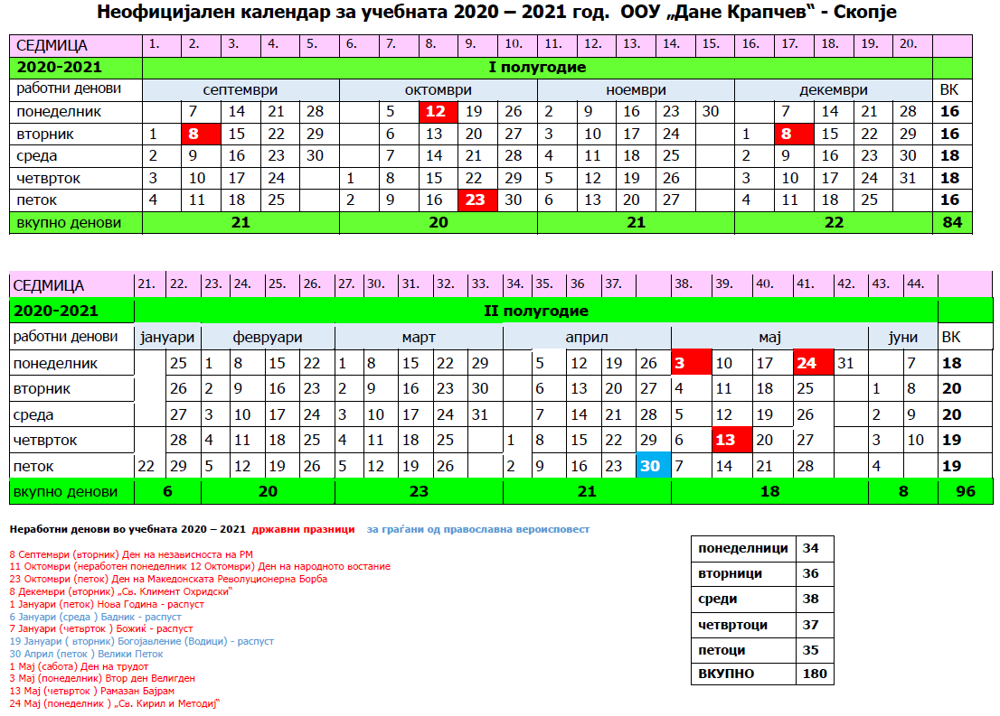 Неофицијален календар за учебната 2020 – 2021 год. ООУ „Дане Крапчев“ - Скопје
СЕДМИЦА 1. 2. 3. 4. 5. 6. 7. 8. 9. 10. 11. 12. 13. 14. 15. 16. 17. 18. 19. 20.
2020-2021 I полугодие
работни денови септември октомври ноември декември ВК
понеделник 7 14 21 28 5 12 19 26 2 9 16 23 30 7 14 21 28 16
вторник 1 8 15 22 29 6 13 20 27 3 10 17 24 1 8 15 22 29 16
среда 2 9 16 23 30 7 14 21 28 4 11 18 25 2 9 16 23 30 18
четврток 3 10 17 24 1 8 15 22 29 5 12 19 26 3 10 17 24 31 18
петок 4 11 18 25 2 9 16 23 30 6 13 20 27 4 11 18 25 16
вкупно денови 21 20 21 22 84
СЕДМИЦА 21. 22. 23. 24. 25. 26. 27. 30. 31. 32. 33. 34. 35. 36 37. 38. 39. 40. 41. 42. 43. 44.
2020-2021 II полугодие
работни денови јануари февруари март април мај јуни ВК
понеделник 25 1 8 15 22 1 8 15 22 29 5 12 19 26 3 10 17 24 31 7 18
вторник 26 2 9 16 23 2 9 16 23 30 6 13 20 27 4 11 18 25 1 8 20
среда 27 3 10 17 24 3 10 17 24 31 7 14 21 28 5 12 19 26 2 9 20
четврток 28 4 11 18 25 4 11 18 25 1 8 15 22 29 6 13 20 27 3 10 19
петок 22 29 5 12 19 26 5 12 19 26 2 9 16 23 30 7 14 21 28 4 19
вкупно денови 6 20 23 21 18 8 96
Неработни денови во учебната 2020 – 2021 државни празници за граѓани од православна вероисповест
8 Септември (вторник) Ден на независноста на РМ
11 Октомври (неработен понеделник 12 Октомври) Ден на народното востание
23 Октомври (петок) Ден на Македонската Револуционерна Борба
8 Декември (вторник) „Св. Климент Охридски“
1 Јануари (петок) Нова Година - распуст
6 Јануари (среда ) Бадник - распуст
7 Јануари (четврток ) Божиќ - распуст
19 Јануари ( вторник) Богојавление (Водици) - распуст
30 Април (петок ) Велики Петок
1 Мај (сабота) Ден на трудот
3 Мај (понеделник) Втор ден Велигден
13 Мај (четврток ) Рамазан Бајрам
24 Мај (понеделник ) „Св. Кирил и Методиј“
понеделници 34
вторници 36
среди 38
четвртоци 37
петоци 35
ВКУПНО 180